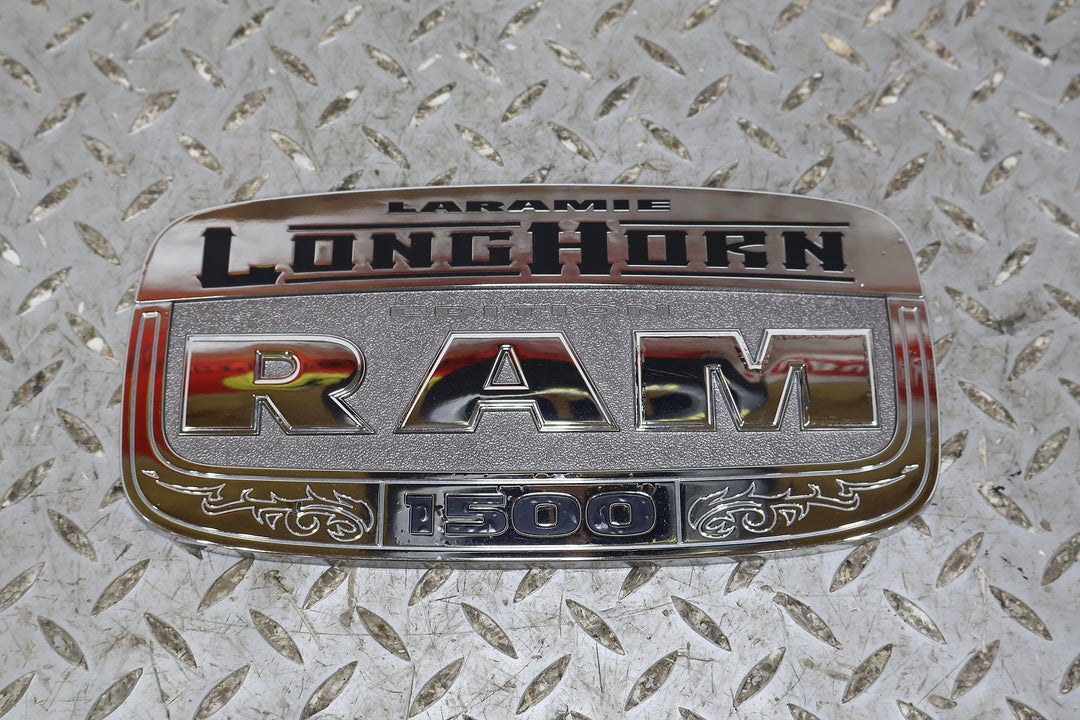 LARAMIE
LONGHORN
EDITION
RAM
1500